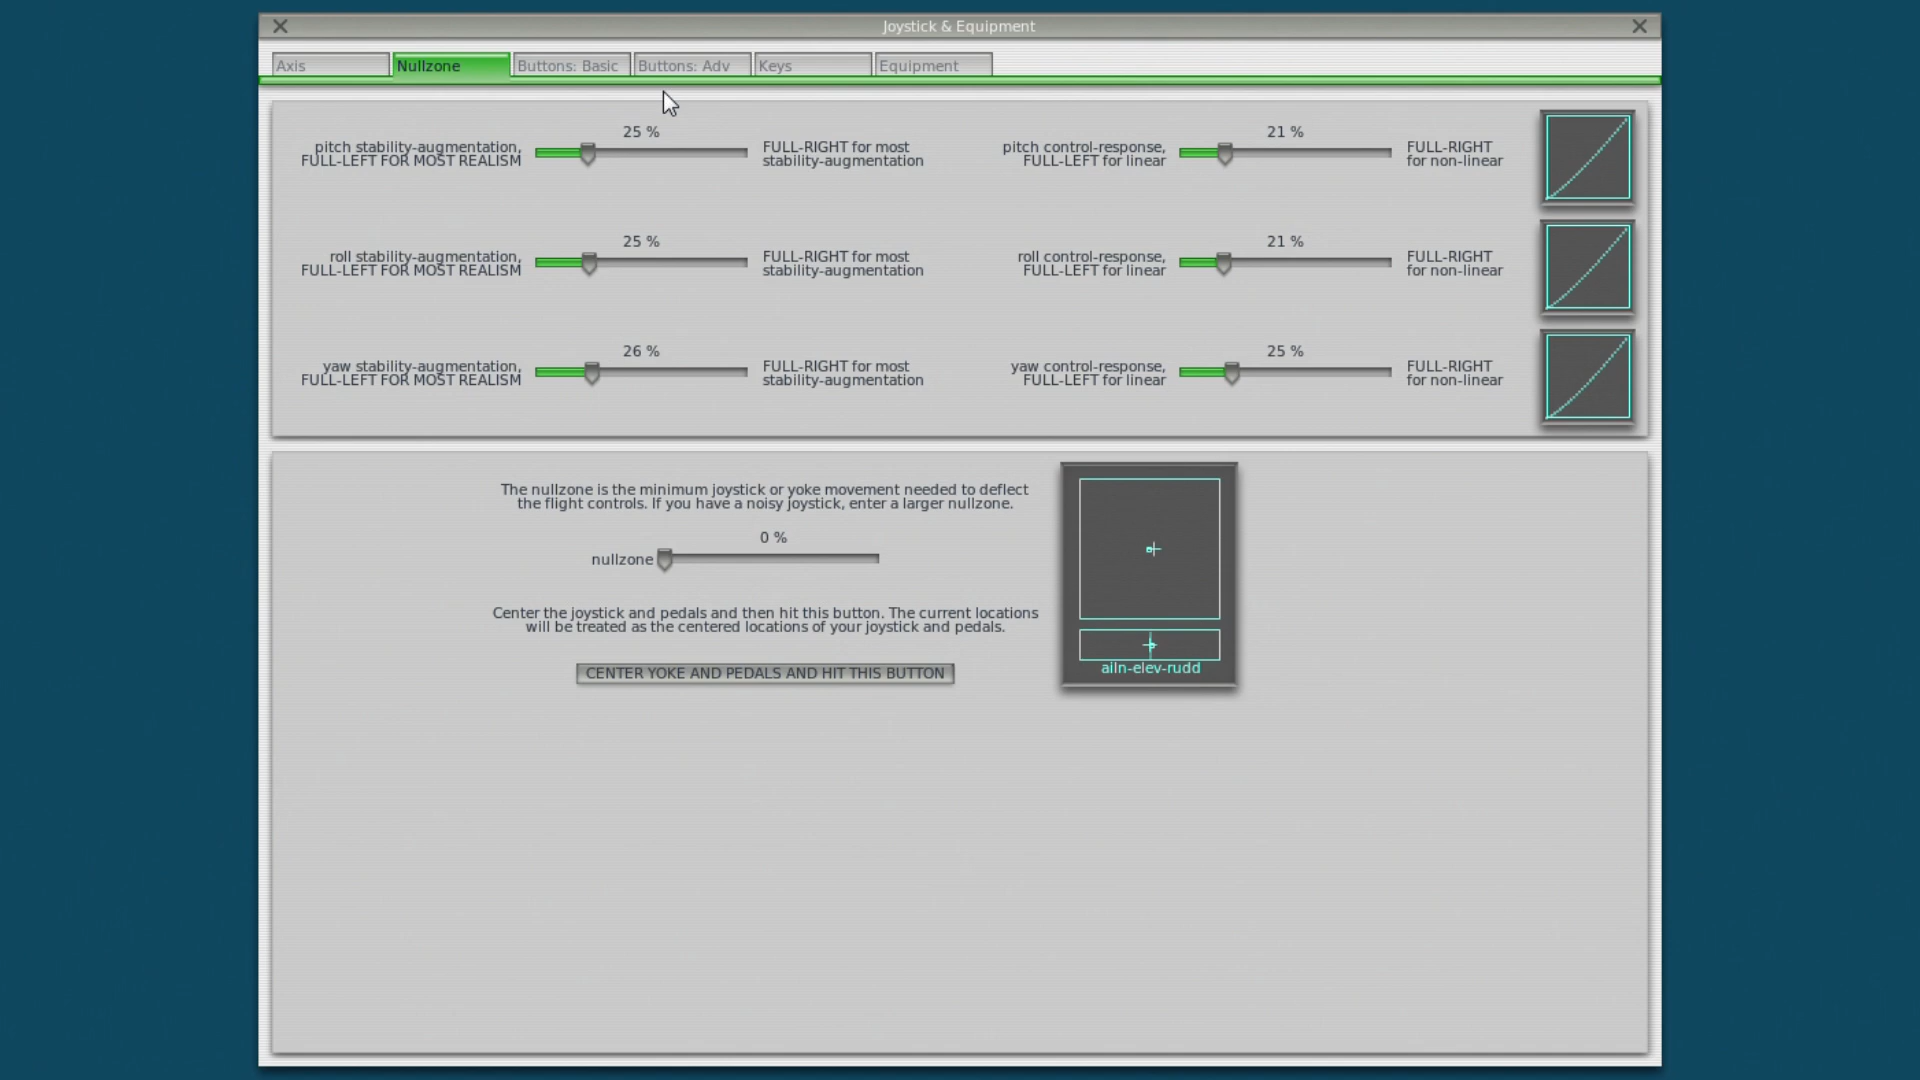 Joystick & Equipment
Axis
Nullzone
Buttons: Basic
Buttons: Adv
Keys
Equipment
25 %
pitch stability-augmentation,
FULL-LEFT FOR MOST REALISM
FULL-RIGHT for most
stability-augmentation
21 %
pitch control-response,
FULL-LEFT for linear
FULL-RIGHT
for non-linear
25 %
roll stability-augmentation,
FULL-LEFT FOR MOST REALISM
FULL-RIGHT for most
stability-augmentation
21 %
roll control-response,
FULL-LEFT for linear
FULL-RIGHT
for non-linear
26 %
yaw stability-augmentation,
FULL-LEFT FOR MOST REALISM
FULL-RIGHT for most
stability-augmentation
25 %
yaw control-response,
FULL-LEFT for linear
FULL-RIGHT
for non-linear
The nullzone is the minimum joystick or yoke movement needed to deflect
the flight controls. If you have a noisy joystick, enter a larger nullzone.
0 %
nullzone
Center the joystick and pedals and then hit this button. The current locations
will be treated as the centered locations of your joystick and pedals.
CENTER YOKE AND PEDALS AND HIT THIS BUTTON
ailn-elev-rudd